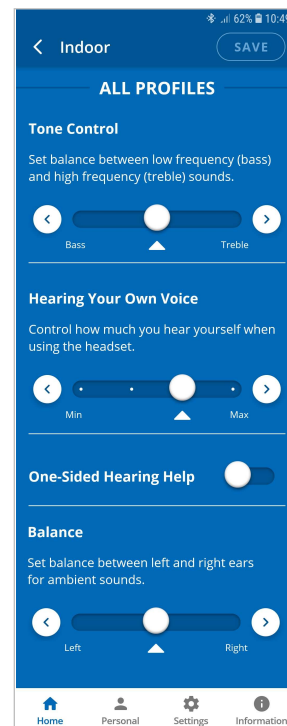 62% 10:49
Indoor
SAVE
ALL PROFILES
Tone Control
Set balance between low frequency (bass)
and high frequency (treble) sounds.
Bass Treble
Hearing Your Own Voice
Control how much you hear yourself when
using the headset.
Min Max
One-Sided Hearing Help
Balance
Set balance between left and right ears
for ambient sounds.
Left Right
Home Personal Settings Information